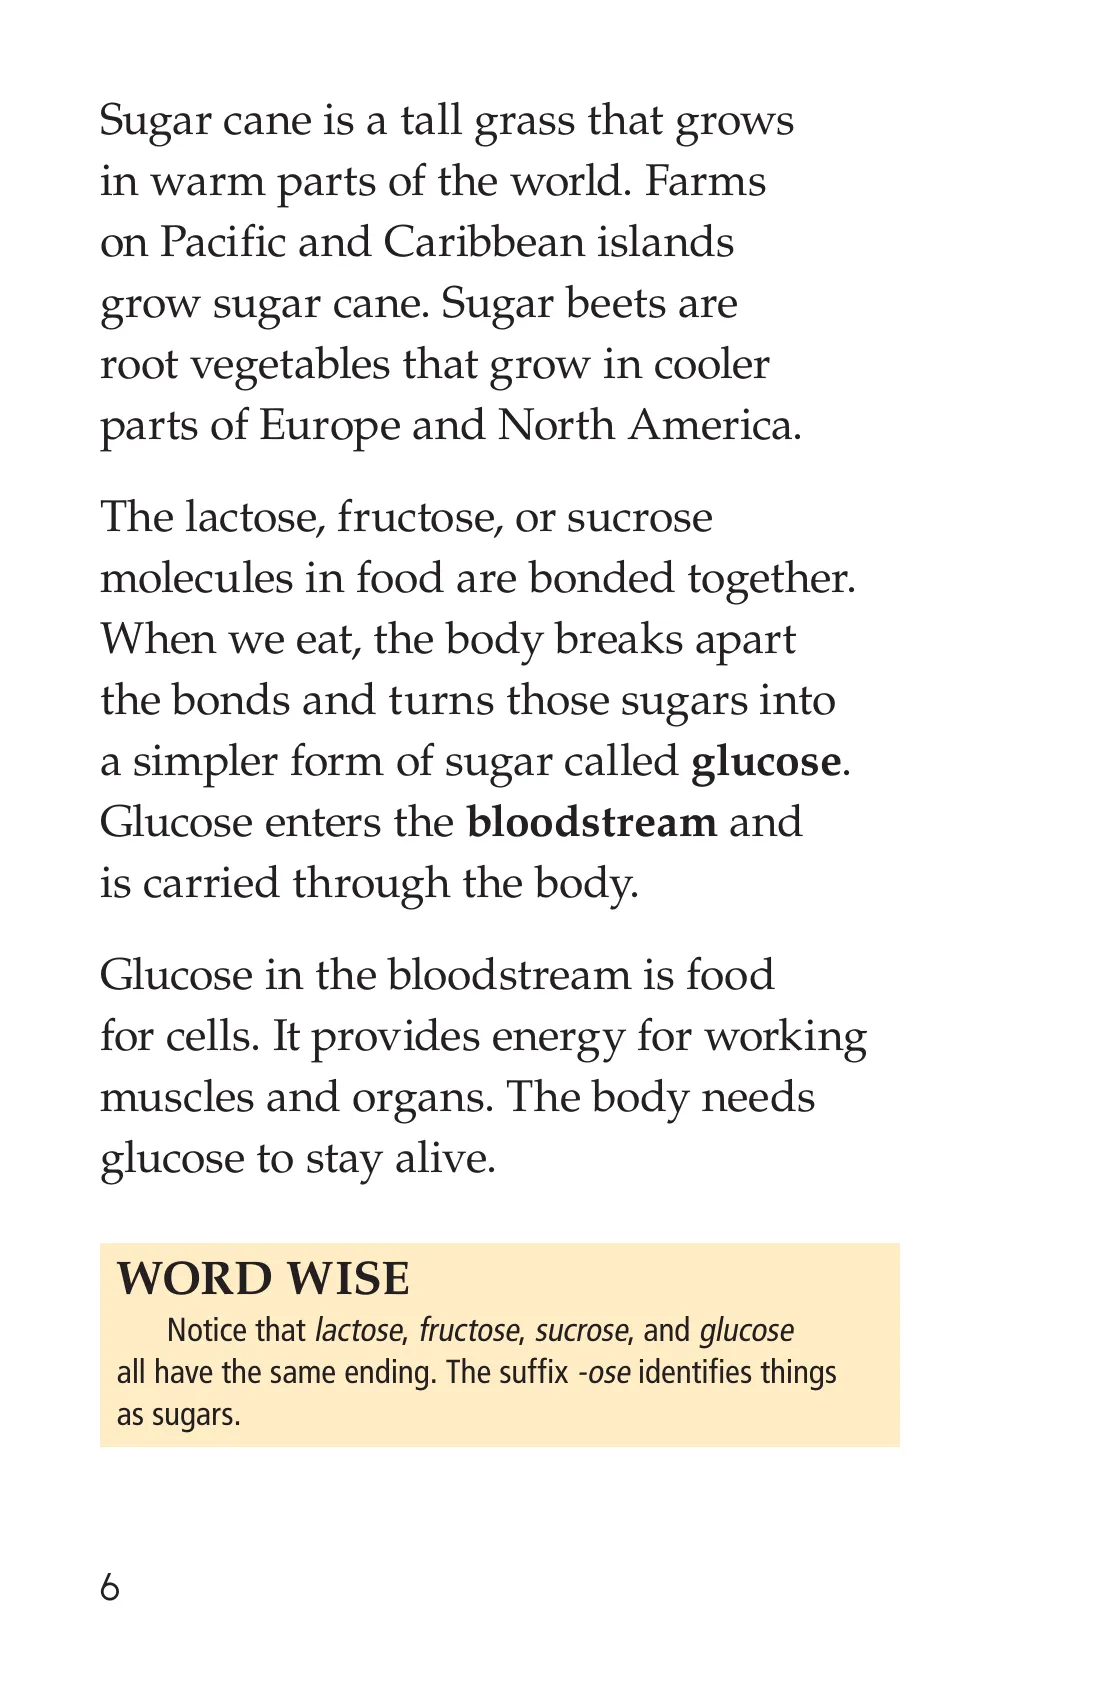 Sugar cane is a tall grass that grows
in warm parts of the world. Farms
on Pacific and Caribbean islands
grow sugar cane. Sugar beets are
root vegetables that grow in cooler
parts of Europe and North America.
The lactose, fructose, or sucrose
molecules in food are bonded together.
When we eat, the body breaks apart
the bonds and turns those sugars into
a simpler form of sugar called glucose.
Glucose enters the bloodstream and
is carried through the body.
Glucose in the bloodstream is food
for cells. It provides energy for working
muscles and organs. The body needs
glucose to stay alive.
WORD WISE
Notice that lactose, fructose, sucrose, and glucose
all have the same ending. The suffix -ose identifies things
as sugars.
6